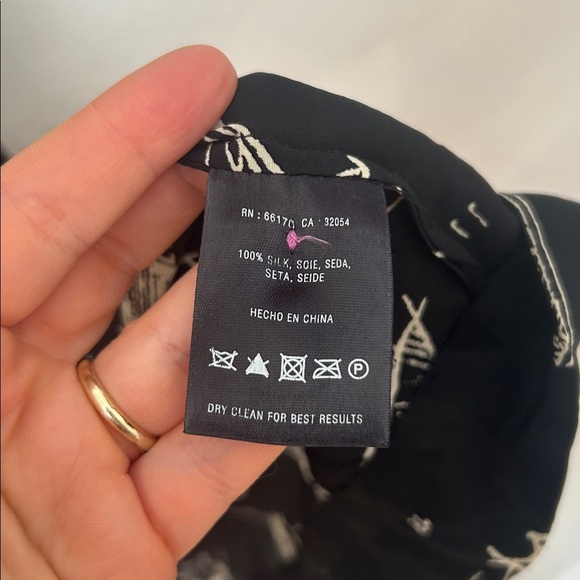 RN : 66170 CA · 32054
100% SILK, SOIE, SEDA,
SETA, SEIDE
HECHO EN CHINA
P
DRY CLEAN FOR BEST RESULTS